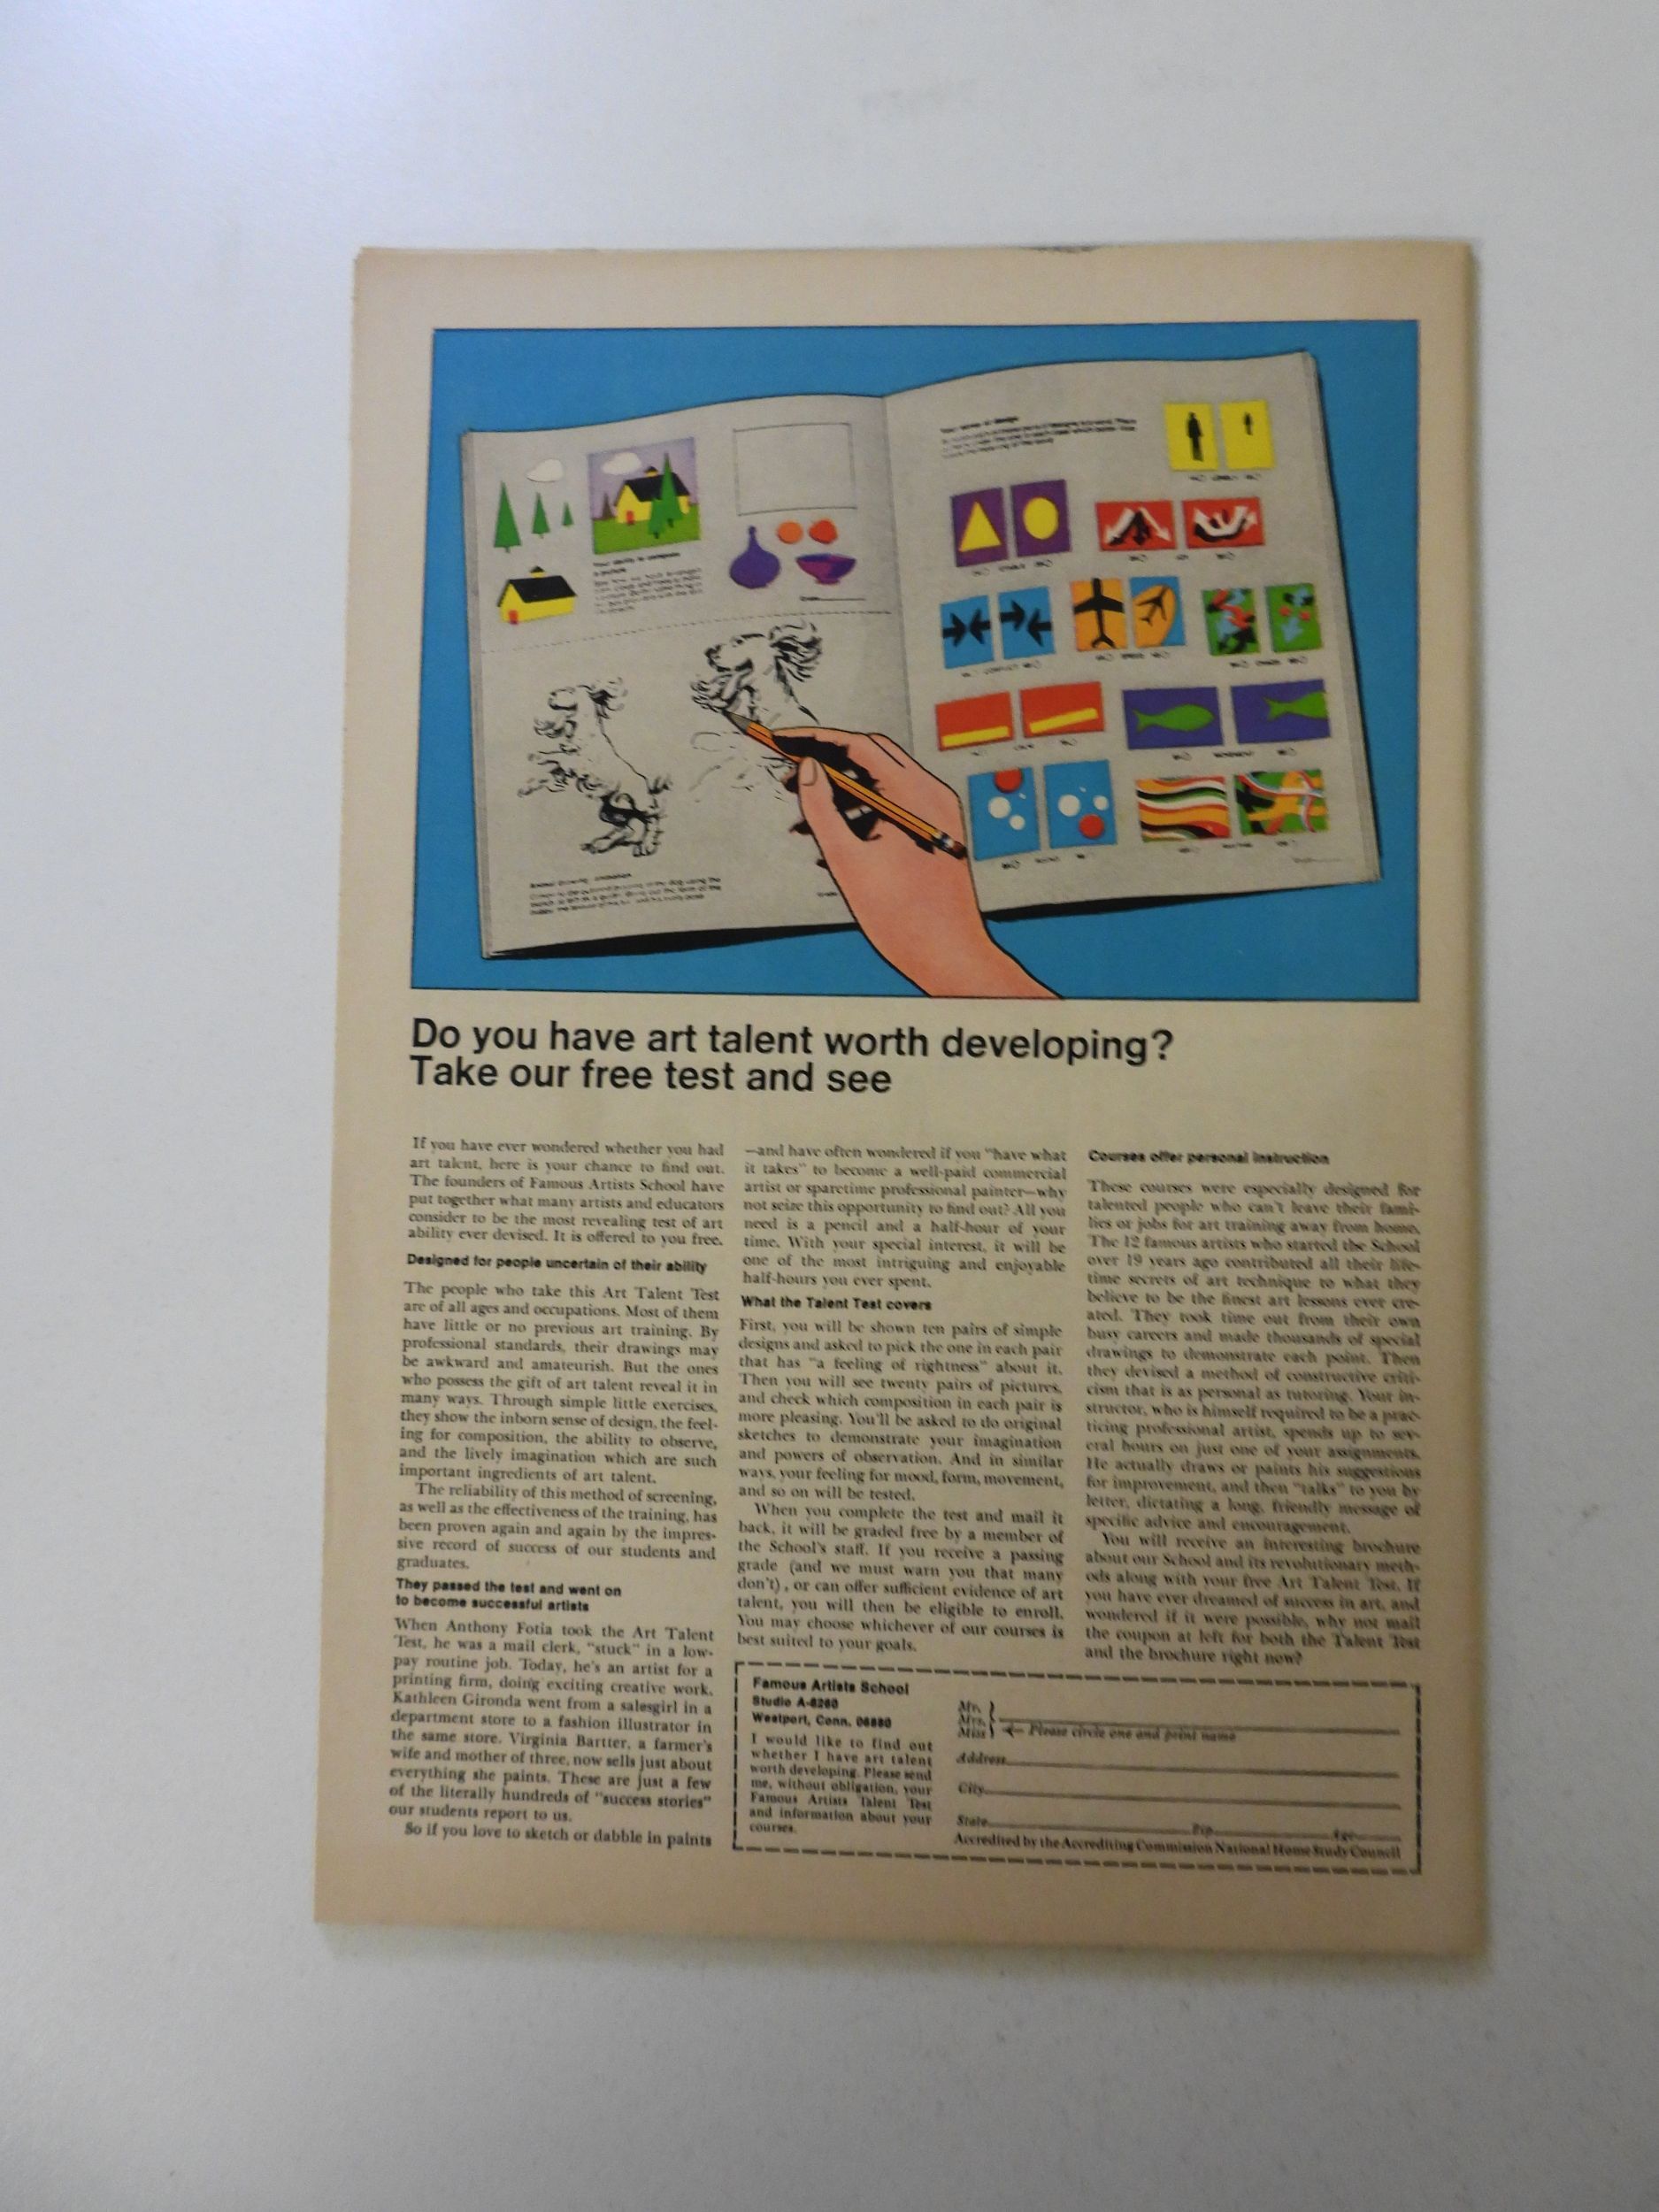 Do you have art talent worth developing?
Take our free test and see
If you have ever wondered whether you had
art talent, here is your chance to find out.
The founders of Famous Artists School have
put together what many artists and educators
consider to be the most revealing test of art
ability ever devised. It is offered to you free.
Designed for people uncertain of their ability
The people who take this Art Talent Test
are of all ages and occupations. Most of them
have little or no previous art training. By
professional standards, their drawings may
be awkward and amateurish. But the ones
who possess the gift of art talent reveal it in
many ways. Through simple little exercises,
they show the inborn sense of design, the feel-
ing for composition, the ability to observe,
and the lively imagination which are such
important ingredients of art talent.
The reliability of this method of screening,
as well as the effectiveness of the training, has
been proven again and again by the impres-
sive record of success of our students and
graduates.
They passed the test and went on
to become successful artists
When Anthony Fotia took the Art Talent
Test, he was a mail clerk, "stuck" in a low-
pay routine job. Today, he's an artist for a
printing firm, doing exciting creative work.
Kathleen Gironda went from a salesgirl in a
department store to a fashion illustrator in
the same store. Virginia Bartter, a farmer's
wife and mother of three, now sells just about
everything she paints. These are just a few
of the literally hundreds of "success stories"
our students report to us.
So if you love to sketch or dabble in paints
—and have often wondered if you "have what
it takes" to become a well-paid commercial
artist or sparetime professional painter—why
not seize this opportunity to find out? All you
need is a pencil and a half-hour of your
time. With your special interest, it will be
one of the most intriguing and enjoyable
half-hours you ever spent.
What the Talent Test covers
First, you will be shown ten pairs of simple
designs and asked to pick the one in each pair
that has "a feeling of rightness" about it.
Then you will see twenty pairs of pictures,
and check which composition in each pair is
more pleasing. You'll be asked to do original
sketches to demonstrate your imagination
and powers of observation. And in similar
ways, your feeling for mood, form, movement,
and so on will be tested.
When you complete the test and mail it
back, it will be graded free by a member of
the School's staff. If you receive a passing
grade (and we must warn you that many
don't), or can offer sufficient evidence of art
talent, you will then be eligible to enroll.
You may choose whichever of our courses is
best suited to your goals.
Courses offer personal instruction
These courses were especially designed for
talented people who can't leave their fami-
lies or jobs for art training away from home.
The 12 famous artists who started the School
over 19 years ago contributed all their life-
time secrets of art technique to what they
believe to be the finest art lessons ever cre-
ated. They took time out from their own
busy careers and made thousands of special
drawings to demonstrate each point. Then
they devised a method of constructive criti-
cism that is as personal as tutoring. Your in-
structor, who is himself required to be a prac-
ticing professional artist, spends up to sev-
eral hours on just one of your assignments.
He actually draws or paints his suggestions
for improvement, and then "talks" to you by
letter, dictating a long, friendly message of
specific advice and encouragement.
You will receive an interesting brochure
about our School and its revolutionary meth-
ods along with your free Art Talent Test. If
you have ever dreamed of success in art, and
wondered if it were possible, why not mail
the coupon at left for both the Talent Test
and the brochure right now?
Famous Artists School
Studio A-6260
Westport, Conn. 06880
I would like to find out
whether I have art talent
worth developing. Please send
me, without obligation, your
Famous Artists Talent Test
and information about your
courses.
Mr.
Mrs.
Miss
Please circle one and print name
Address
City
State Zip Age
Accredited by the Accrediting Commission National Home Study Council